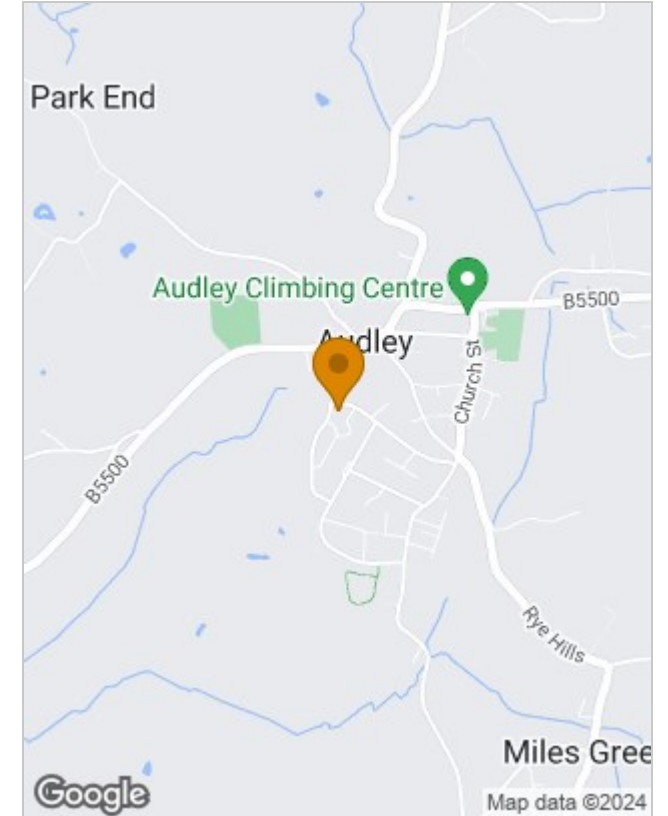 Park End
Audley Climbing Centre
B5500
Audley
Church St
B5500
Rye Hills
Miles Gree
Google
Map data ©2024